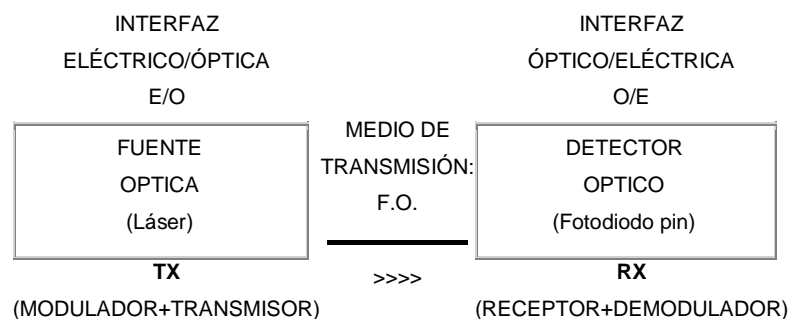 INTERFAZ
ELÉCTRICO/ÓPTICA
E/O
FUENTE
OPTICA
(Láser)
TX
(MODULADOR+TRANSMISOR)
MEDIO DE
TRANSMISIÓN:
F.O.
>>>>
INTERFAZ
ÓPTICO/ELÉCTRICA
O/E
DETECTOR
OPTICO
(Fotodiodo pin)
RX
(RECEPTOR+DEMODULADOR)